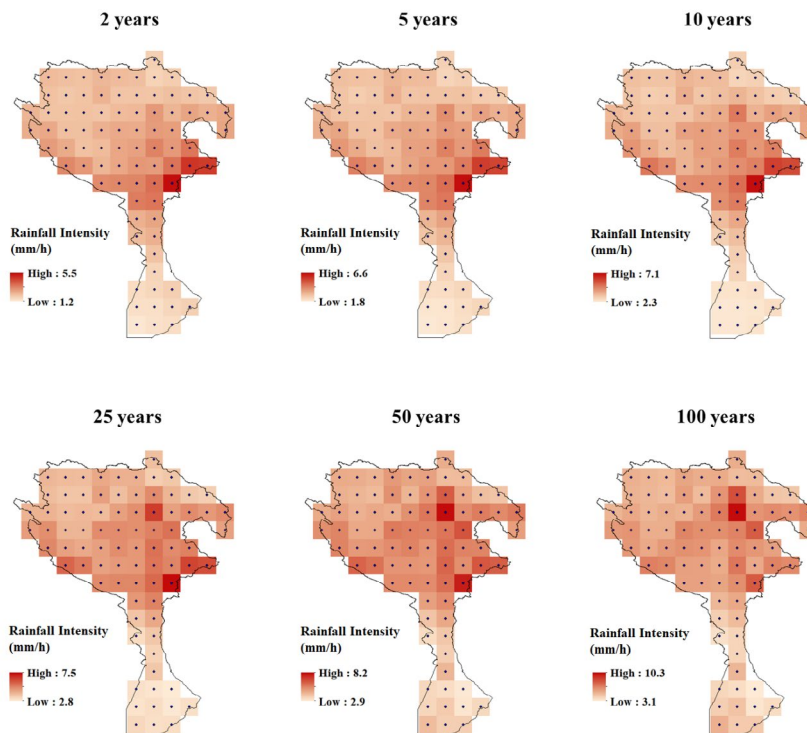 2 years
5 years
10 years
Rainfall Intensity
(mm/h)
High : 5.5
Low : 1.2
Rainfall Intensity
(mm/h)
High : 6.6
Low : 1.8
Rainfall Intensity
(mm/h)
High : 7.1
Low : 2.3
25 years
50 years
100 years
Rainfall Intensity
(mm/h)
High : 7.5
Low : 2.8
Rainfall Intensity
(mm/h)
High : 8.2
Low : 2.9
Rainfall Intensity
(mm/h)
High : 10.3
Low : 3.1